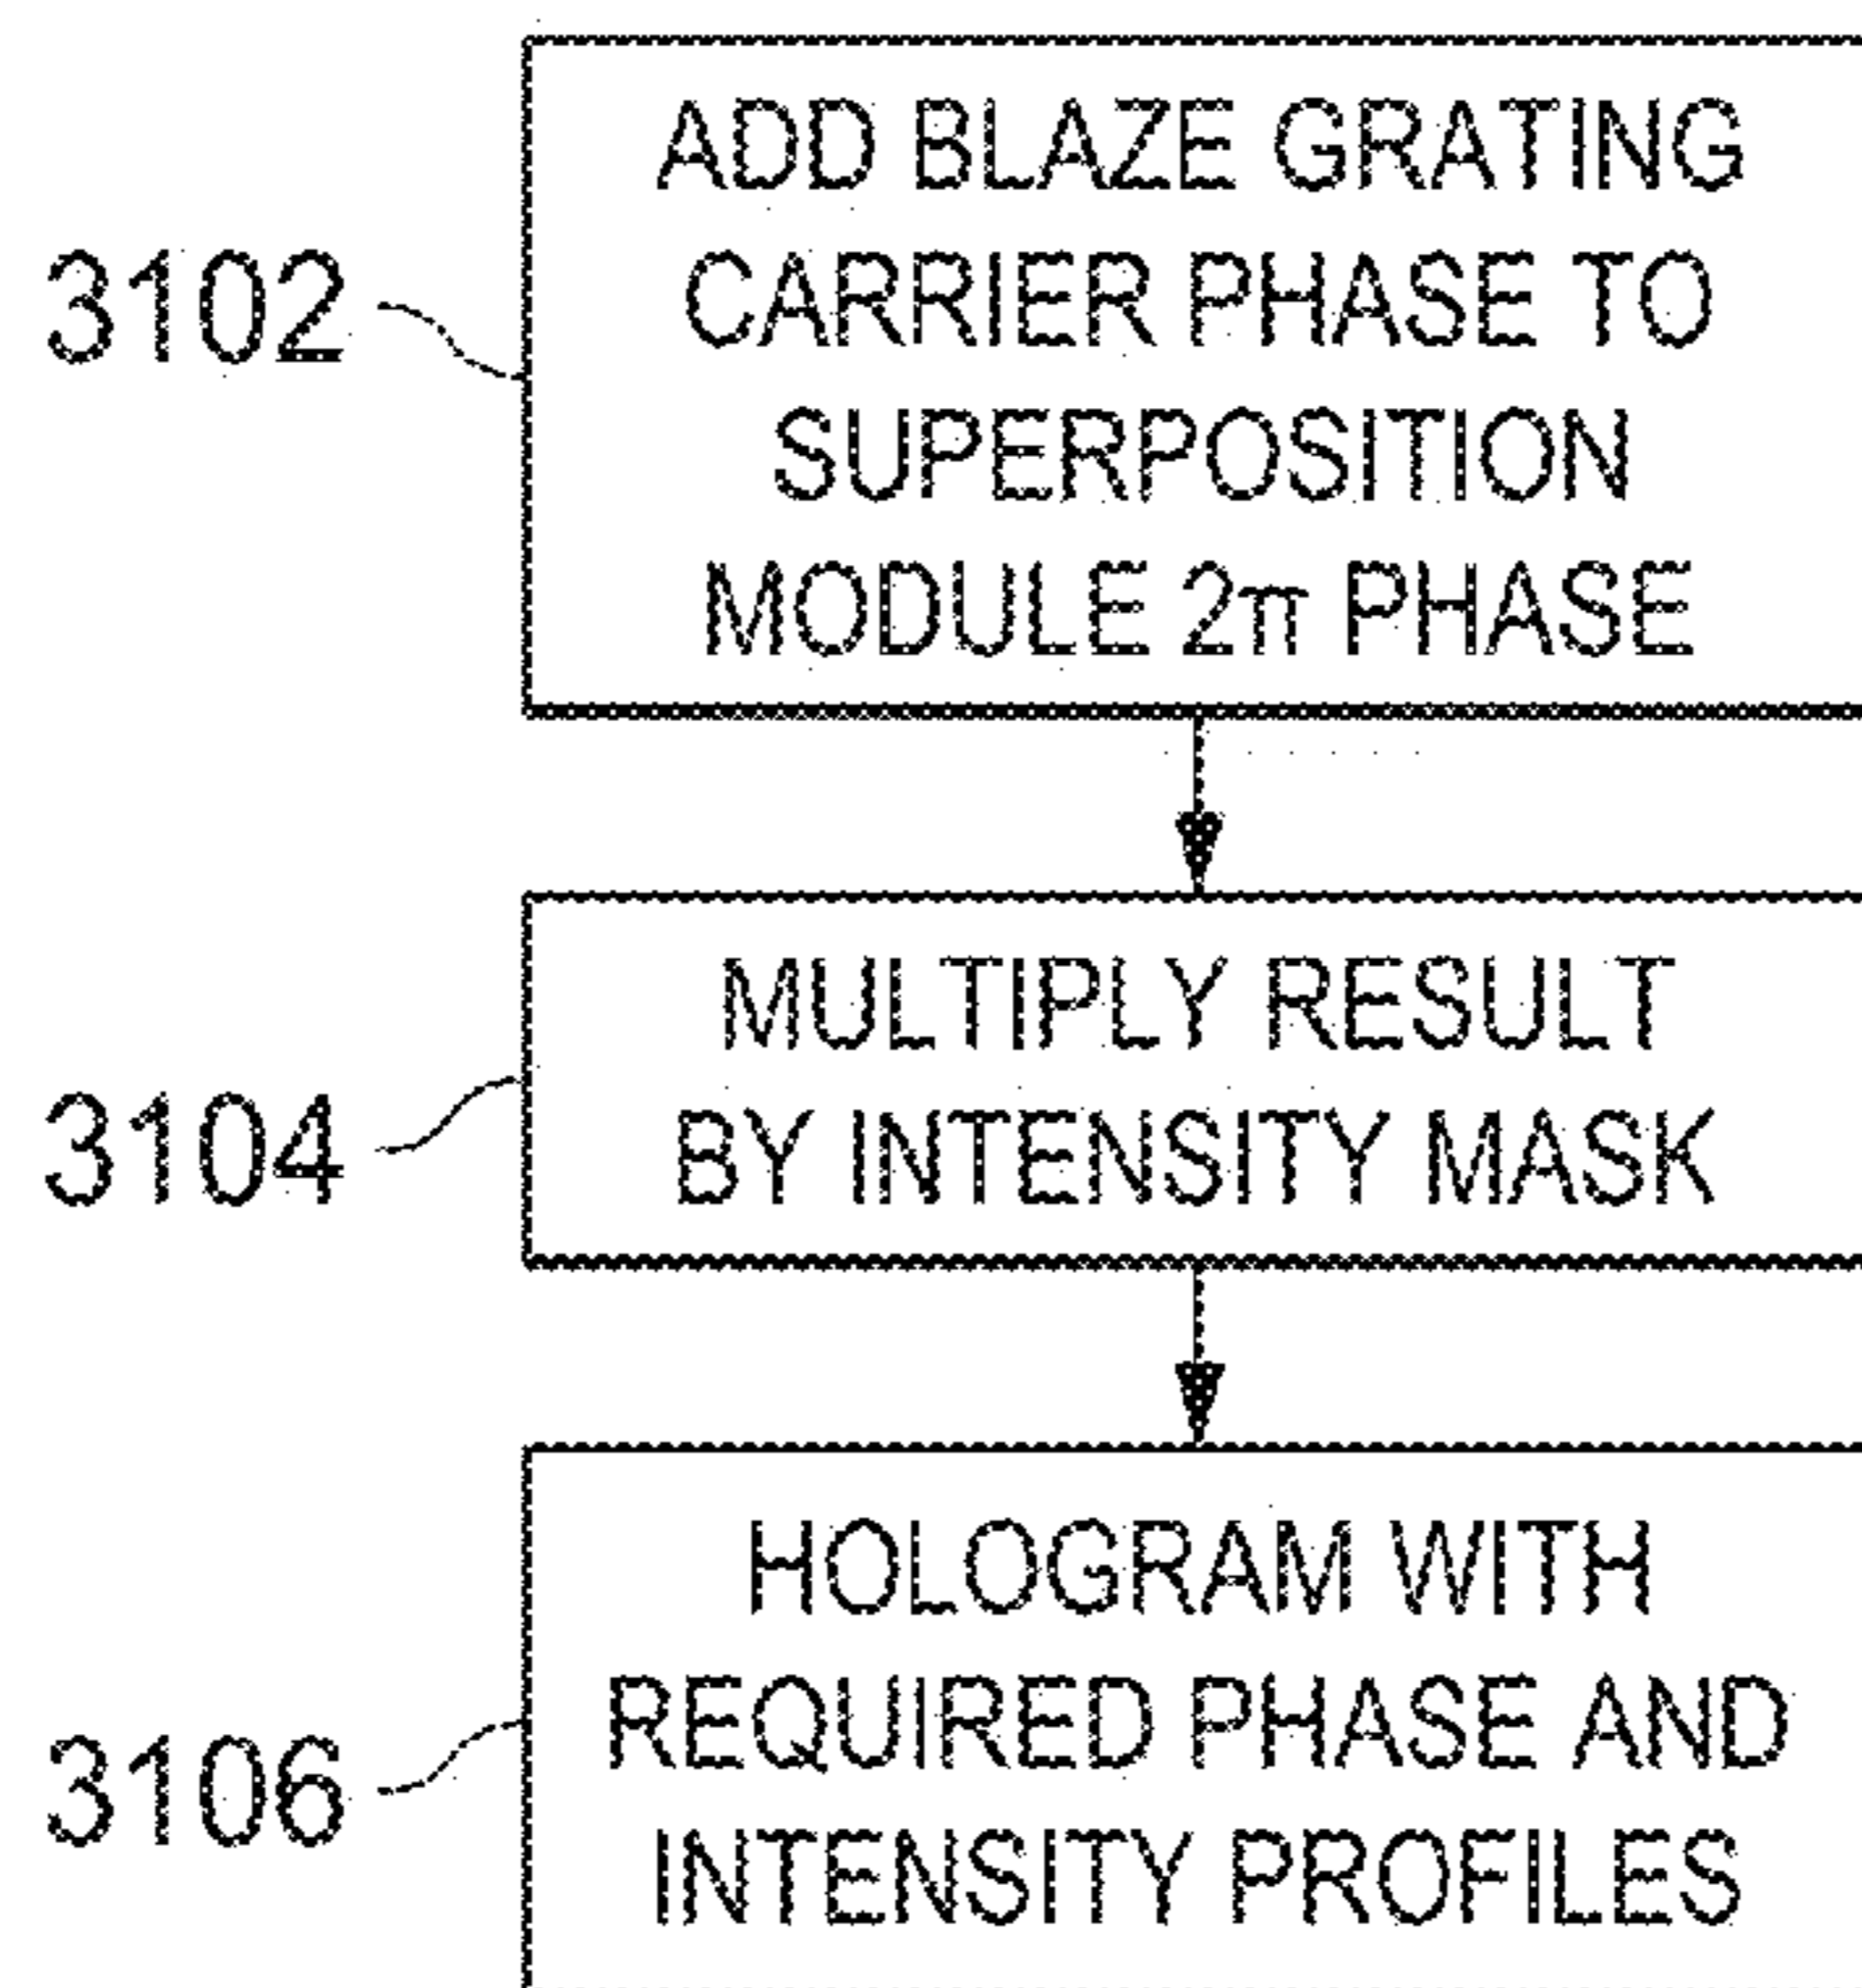 3102
ADD BLAZE GRATING
CARRIER PHASE TO
SUPERPOSITION
MODULE 2π PHASE
3104
MULTIPLY RESULT
BY INTENSITY MASK
3106
HOLOGRAM WITH
REQUIRED PHASE AND
INTENSITY PROFILES